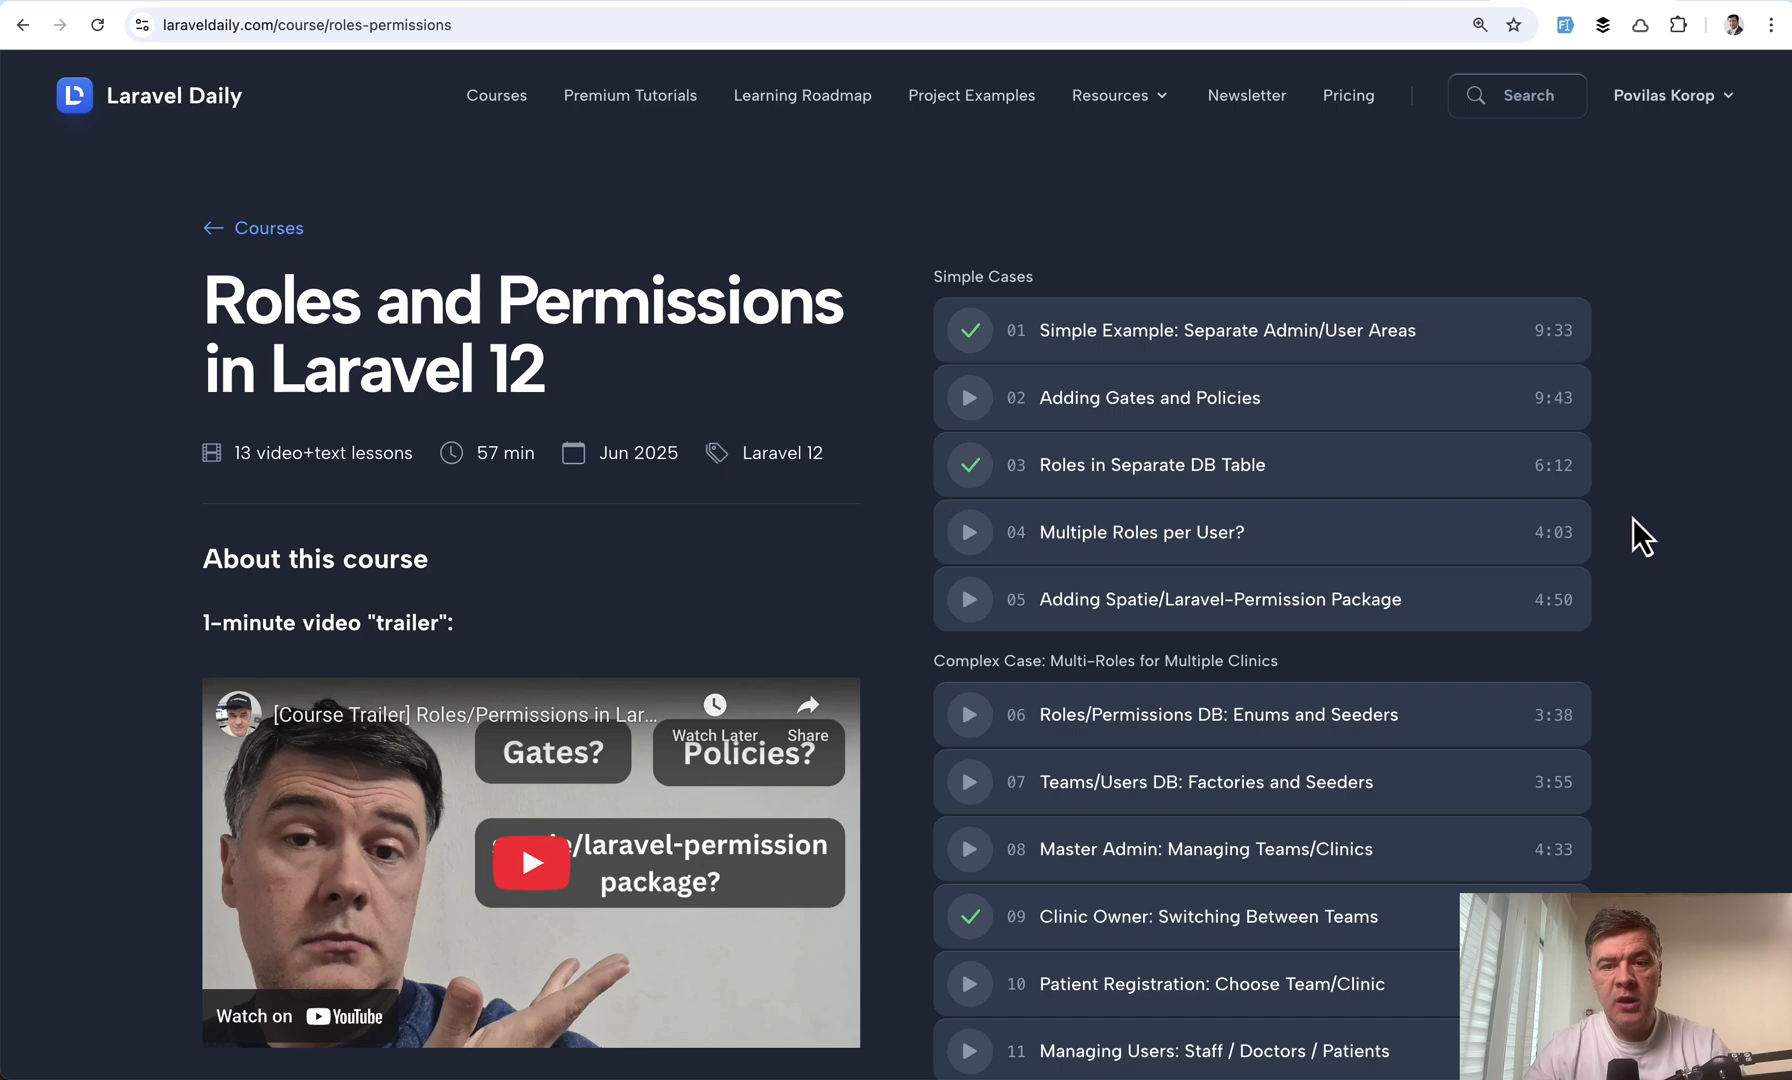 laraveldaily.com/course/roles-permissions
Laravel Daily
Courses
Premium Tutorials
Learning Roadmap
Project Examples
Resources
Newsletter
Pricing
Search
Povilas Korop
← Courses
Roles and Permissions
in Laravel 12
13 video+text lessons
57 min
Jun 2025
Laravel 12
About this course
1-minute video "trailer":
[Course Trailer] Roles/Permissions in Lar...
Watch Later
Share
Gates?
Policies?
/laravel-permission
package?
Watch on YouTube
Simple Cases
01 Simple Example: Separate Admin/User Areas 9:33
02 Adding Gates and Policies 9:43
03 Roles in Separate DB Table 6:12
04 Multiple Roles per User? 4:03
05 Adding Spatie/Laravel-Permission Package 4:50
Complex Case: Multi-Roles for Multiple Clinics
06 Roles/Permissions DB: Enums and Seeders 3:38
07 Teams/Users DB: Factories and Seeders 3:55
08 Master Admin: Managing Teams/Clinics 4:33
09 Clinic Owner: Switching Between Teams
10 Patient Registration: Choose Team/Clinic
11 Managing Users: Staff / Doctors / Patients